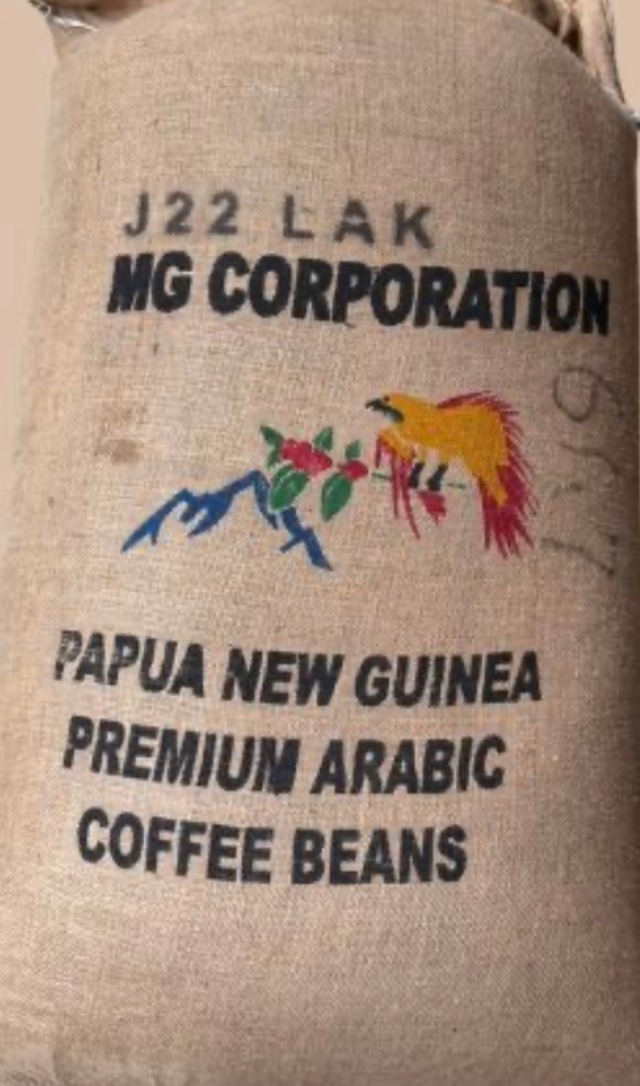 J22 LAK
MG CORPORATION
PAPUA NEW GUINEA
PREMIUM ARABIC
COFFEE BEANS